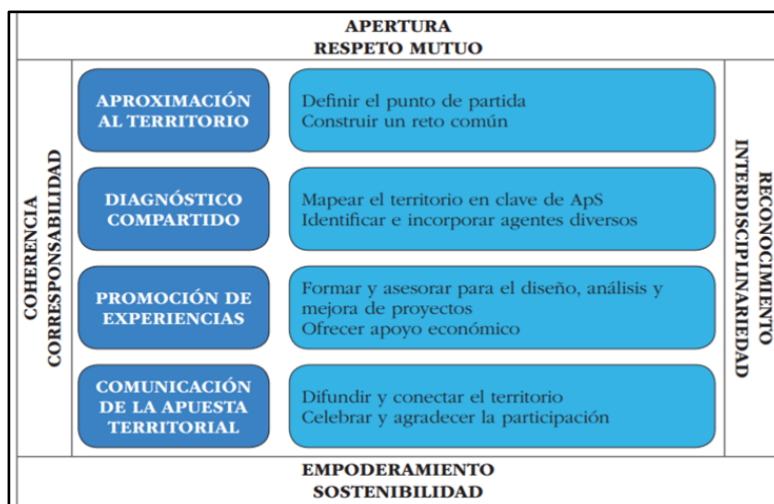 APERTURA
RESPETO MUTUO
COHERENCIA
CORRESPONSABILIDAD
APROXIMACIÓN
AL TERRITORIO
Definir el punto de partida
Construir un reto común
DIAGNÓSTICO
COMPARTIDO
Mapear el territorio en clave de ApS
Identificar e incorporar agentes diversos
PROMOCIÓN DE
EXPERIENCIAS
Formar y asesorar para el diseño, análisis y
mejora de proyectos
Ofrecer apoyo económico
COMUNICACIÓN
DE LA APUESTA
TERRITORIAL
Difundir y conectar el territorio
Celebrar y agradecer la participación
RECONOCIMIENTO
INTERDISCIPLINARIEDAD
EMPODERAMIENTO
SOSTENIBILIDAD